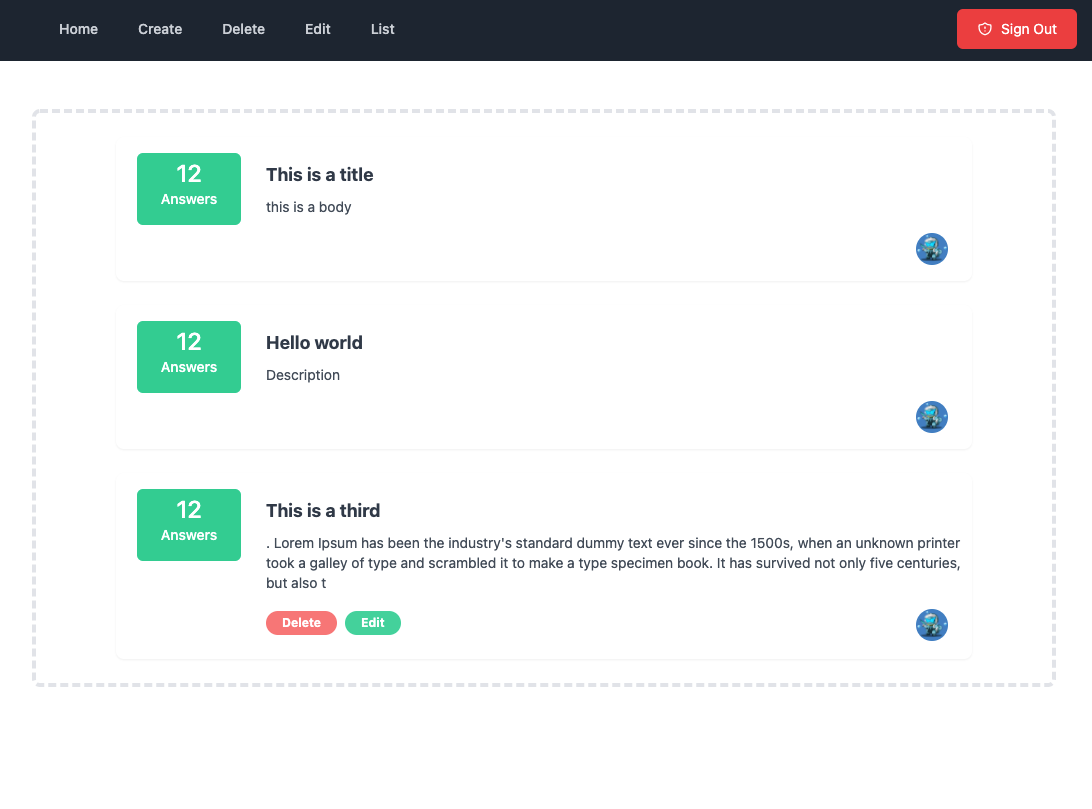 Home Create Delete Edit List Sign Out
12
Answers
This is a title
this is a body
12
Answers
Hello world
Description
12
Answers
This is a third
. Lorem Ipsum has been the industry's standard dummy text ever since the 1500s, when an unknown printer
took a galley of type and scrambled it to make a type specimen book. It has survived not only five centuries,
but also t
Delete Edit